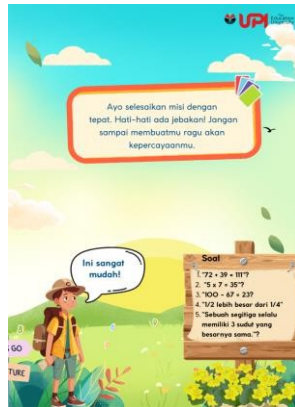 UPI
Ayo selesaikan misi dengan
tepat. Hati-hati ada jebakan! Jangan
sampai membuatmu ragu akan
kepercayaanmu.
Ini sangat
mudah!
Soal
1. "72 + 39 = 111"?
2. "5 x 7 = 35"?
3. "100 - 67 = 23?
4. "1/2 lebih besar dari 1/4"
5. "Sebuah segitiga selalu
memiliki 3 sudut yang
besarnya sama."?
GO
TURE